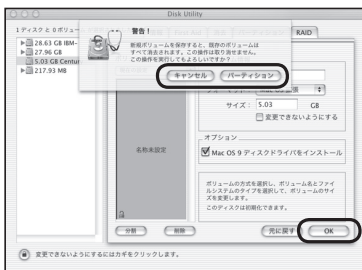 Disk Utility
1 ディスク と 0 ボリュー
28.63 GB IBM-
27.96 GB
5.03 GB Centur
217.93 MB
RAID
警告！
新規ボリュームを保存すると、既存のボリュームは
すべて消去されます。この操作は取り消せません。
この操作を実行してもよろしいですか？
キャンセル
パーティション
サイズ：
5.03
GB
変更できないようにする
オプション
Mac OS 9 ディスクドライバをインストール
名称未設定
ボリュームの方式を選択し、ボリューム名とファイ
ルシステムのタイプを選択して、ボリュームのサイ
ズを変更します。
このディスクは初期化できます。
分割
削除
元に戻す
OK
変更できないようにするにはカギをクリックします。